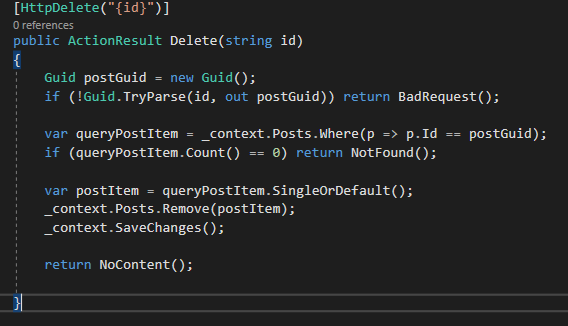 [HttpDelete("{id}")]
0 references
public ActionResult Delete(string id)
{
Guid postGuid = new Guid();
if (!Guid.TryParse(id, out postGuid)) return BadRequest();
var queryPostItem = _context.Posts.Where(p => p.Id == postGuid);
if (queryPostItem.Count() == 0) return NotFound();
var postItem = queryPostItem.SingleOrDefault();
_context.Posts.Remove(postItem);
_context.SaveChanges();
return NoContent();
}